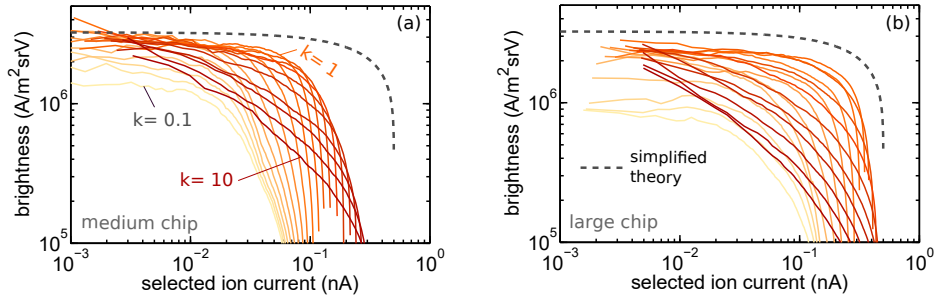 (a)
brightness (A/m²srV)
10⁶
10⁵
k= 1
k= 0.1
k= 10
medium chip
10⁻³
10⁻²
10⁻¹
10⁰
selected ion current (nA)
(b)
brightness (A/m²srV)
10⁶
10⁵
simplified
theory
large chip
10⁻³
10⁻²
10⁻¹
10⁰
selected ion current (nA)